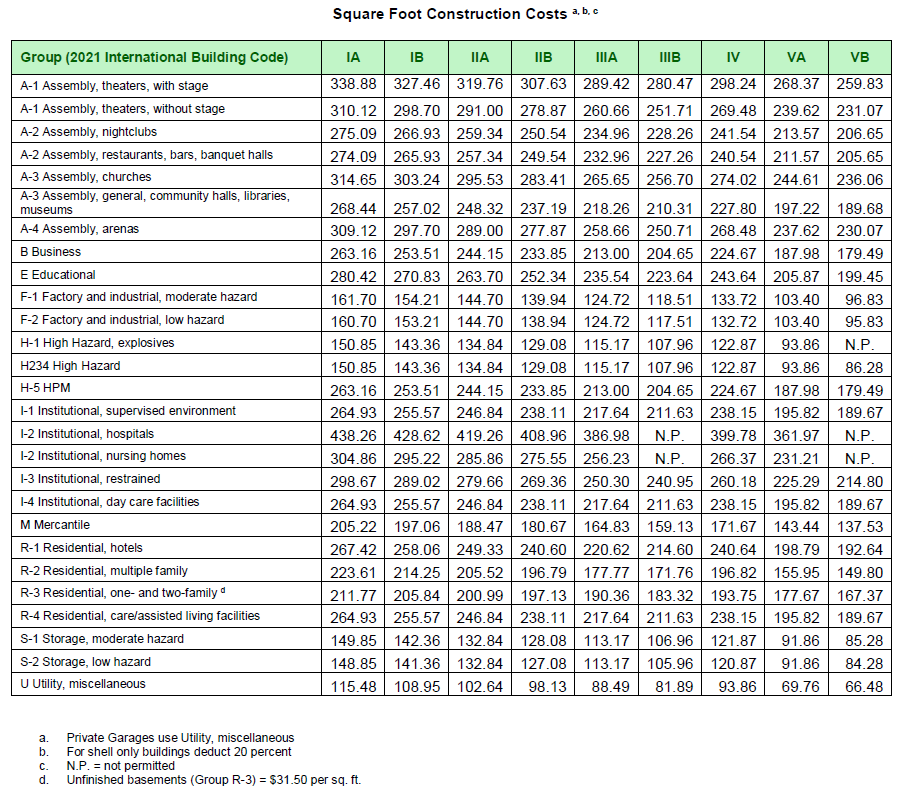 Square Foot Construction Costs a, b, c
Group (2021 International Building Code) IA IB IIA IIB IIIA IIIB IV VA VB
A-1 Assembly, theaters, with stage 338.88 327.46 319.76 307.63 289.42 280.47 298.24 268.37 259.83
A-1 Assembly, theaters, without stage 310.12 298.70 291.00 278.87 260.66 251.71 269.48 239.62 231.07
A-2 Assembly, nightclubs 275.09 266.93 259.34 250.54 234.96 228.26 241.54 213.57 206.65
A-2 Assembly, restaurants, bars, banquet halls 274.09 265.93 257.34 249.54 232.96 227.26 240.54 211.57 205.65
A-3 Assembly, churches 314.65 303.24 295.53 283.41 265.65 256.70 274.02 244.61 236.06
A-3 Assembly, general, community halls, libraries,
museums 268.44 257.02 248.32 237.19 218.26 210.31 227.80 197.22 189.68
A-4 Assembly, arenas 309.12 297.70 289.00 277.87 258.66 250.71 268.48 237.62 230.07
B Business 263.16 253.51 244.15 233.85 213.00 204.65 224.67 187.98 179.49
E Educational 280.42 270.83 263.70 252.34 235.54 223.64 243.64 205.87 199.45
F-1 Factory and industrial, moderate hazard 161.70 154.21 144.70 139.94 124.72 118.51 133.72 103.40 96.83
F-2 Factory and industrial, low hazard 160.70 153.21 144.70 138.94 124.72 117.51 132.72 103.40 95.83
H-1 High Hazard, explosives 150.85 143.36 134.84 129.08 115.17 107.96 122.87 93.86 N.P.
H234 High Hazard 150.85 143.36 134.84 129.08 115.17 107.96 122.87 93.86 86.28
H-5 HPM 263.16 253.51 244.15 233.85 213.00 204.65 224.67 187.98 179.49
I-1 Institutional, supervised environment 264.93 255.57 246.84 238.11 217.64 211.63 238.15 195.82 189.67
I-2 Institutional, hospitals 438.26 428.62 419.26 408.96 386.98 N.P. 399.78 361.97 N.P.
I-2 Institutional, nursing homes 304.86 295.22 285.86 275.55 256.23 N.P. 266.37 231.21 N.P.
I-3 Institutional, restrained 298.67 289.02 279.66 269.36 250.30 240.95 260.18 225.29 214.80
I-4 Institutional, day care facilities 264.93 255.57 246.84 238.11 217.64 211.63 238.15 195.82 189.67
M Mercantile 205.22 197.06 188.47 180.67 164.83 159.13 171.67 143.44 137.53
R-1 Residential, hotels 267.42 258.06 249.33 240.60 220.62 214.60 240.64 198.79 192.64
R-2 Residential, multiple family 223.61 214.25 205.52 196.79 177.77 171.76 196.82 155.95 149.80
R-3 Residential, one- and two-family d 211.77 205.84 200.99 197.13 190.36 183.32 193.75 177.67 167.37
R-4 Residential, care/assisted living facilities 264.93 255.57 246.84 238.11 217.64 211.63 238.15 195.82 189.67
S-1 Storage, moderate hazard 149.85 142.36 132.84 128.08 113.17 106.96 121.87 91.86 85.28
S-2 Storage, low hazard 148.85 141.36 132.84 127.08 113.17 105.96 120.87 91.86 84.28
U Utility, miscellaneous 115.48 108.95 102.64 98.13 88.49 81.89 93.86 69.76 66.48
a. Private Garages use Utility, miscellaneous
b. For shell only buildings deduct 20 percent
c. N.P. = not permitted
d. Unfinished basements (Group R-3) = $31.50 per sq. ft.